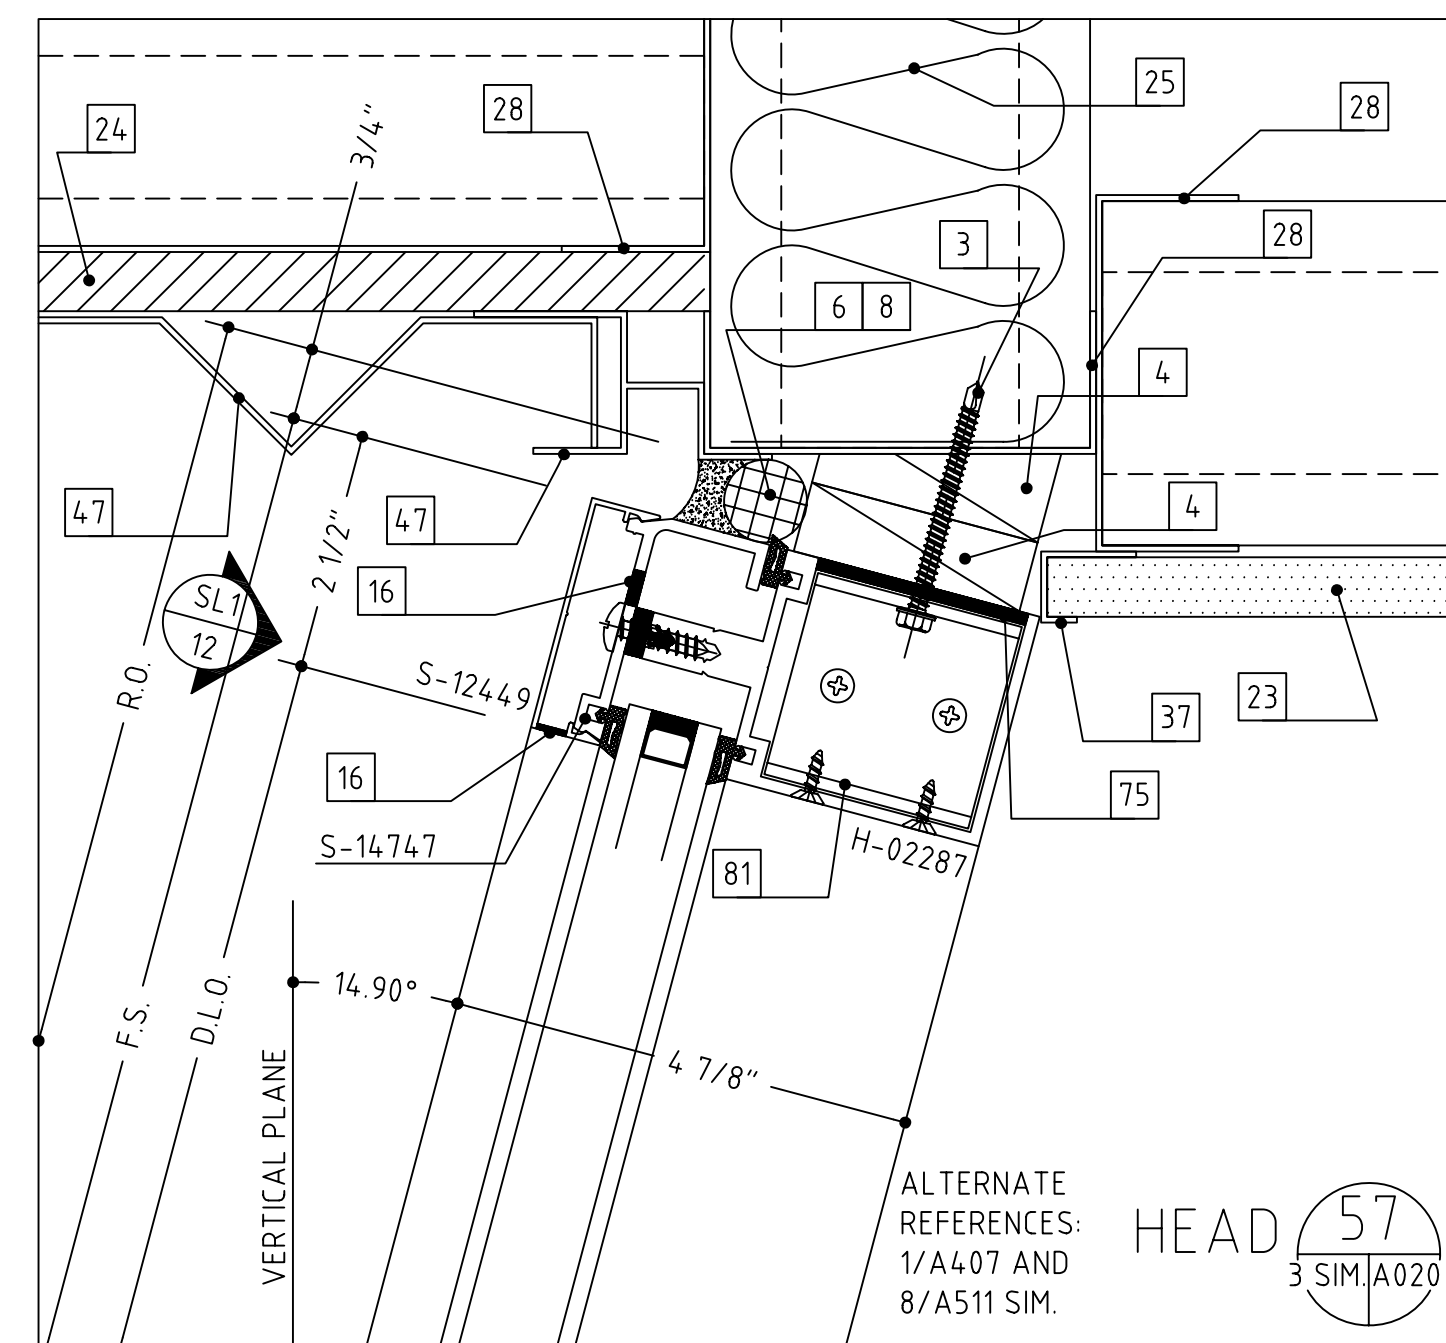 24
3/4"
28
25
28
28
3
6 8
4
4
47
47
2 1/2"
16
SL1
12
R.O.
S-12449
37
23
16
75
S-14747
H-02287
81
14.90°
F.S.
D.L.O.
4 7/8"
VERTICAL PLANE
ALTERNATE
REFERENCES:
1/A407 AND
8/A511 SIM.
HEAD
57
3 SIM. A020